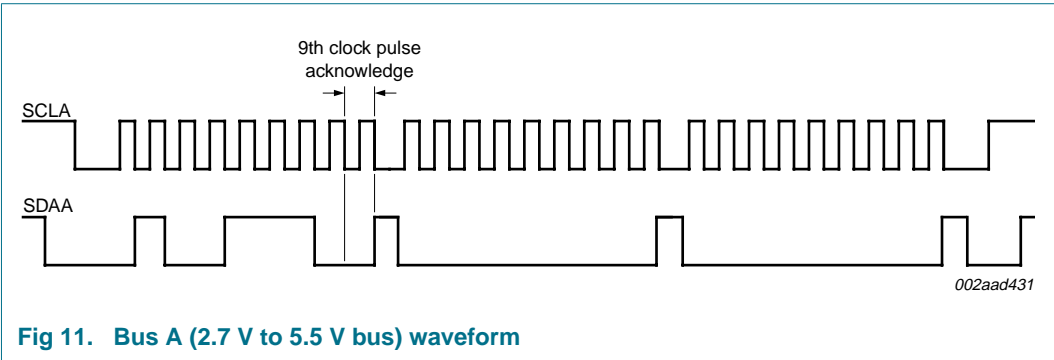 9th clock pulse
acknowledge
SCLA
SDAA
002aad431
Fig 11. Bus A (2.7 V to 5.5 V bus) waveform